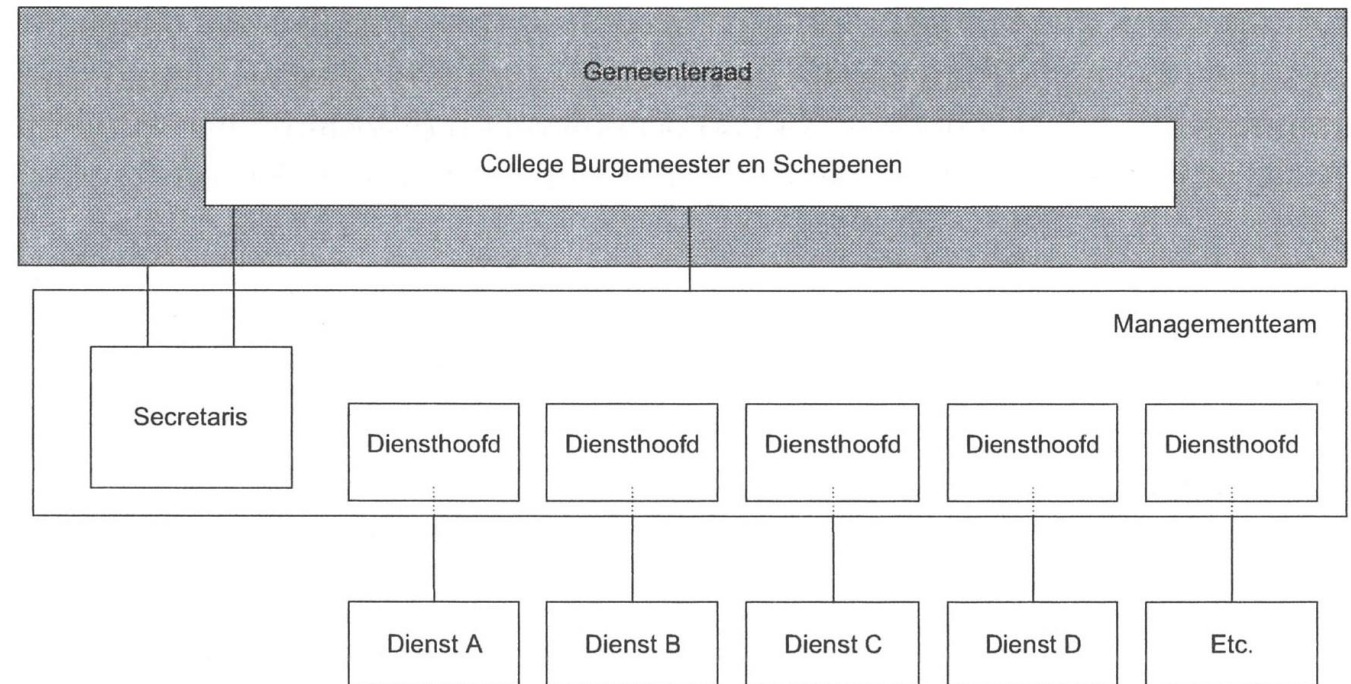 Gemeenteraad
College Burgemeester en Schepenen
Managementteam
Secretaris
Diensthoofd
Diensthoofd
Diensthoofd
Diensthoofd
Diensthoofd
Dienst A
Dienst B
Dienst C
Dienst D
Etc.